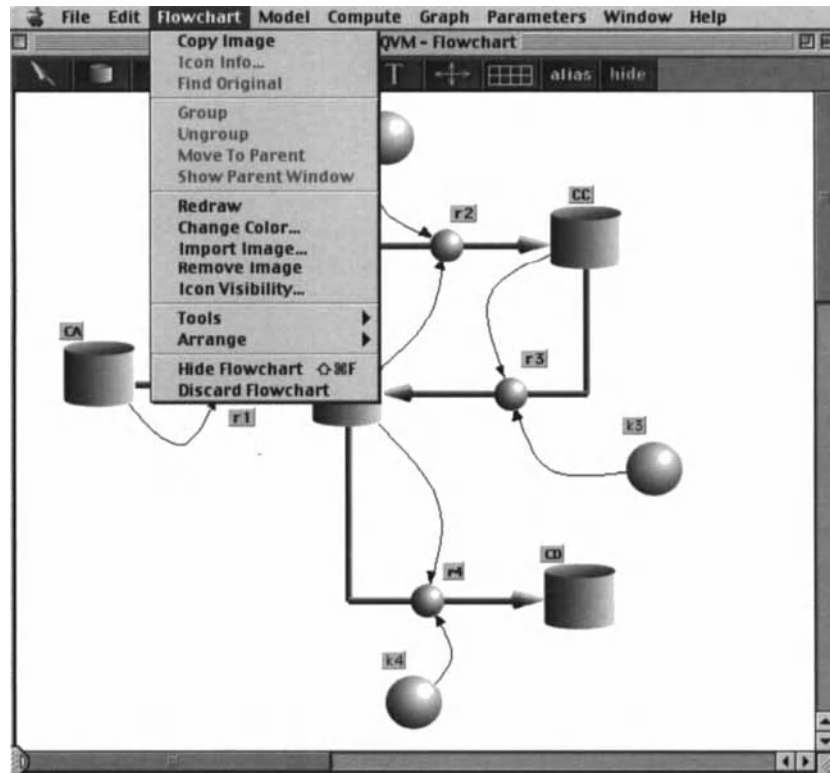 File Edit Flowchart Model Compute Graph Parameters Window Help
QVM - Flowchart
T alias hide
Copy Image
Icon Info...
Find Original
Group
Ungroup
Move To Parent
Show Parent Window
Redraw
Change Color...
Import Image...
Remove Image
Icon Visibility...
Tools
Arrange
Hide Flowchart ⇧⌘F
Discard Flowchart
CC
r2
CA
r3
r1
k3
CD
r4
k4